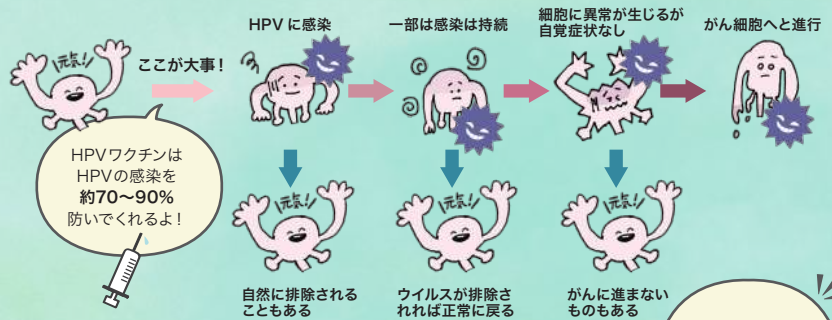 HPVに感染
一部は感染は持続
細胞に異常が生じるが
自覚症状なし
がん細胞へと進行
元気!
ここが大事！
HPVワクチンは
HPVの感染を
約70〜90%
防いでくれるよ！
元気!
元気!
元気!
自然に排除される
こともある
ウイルスが排除さ
れれば正常に戻る
がんに進まない
ものもある